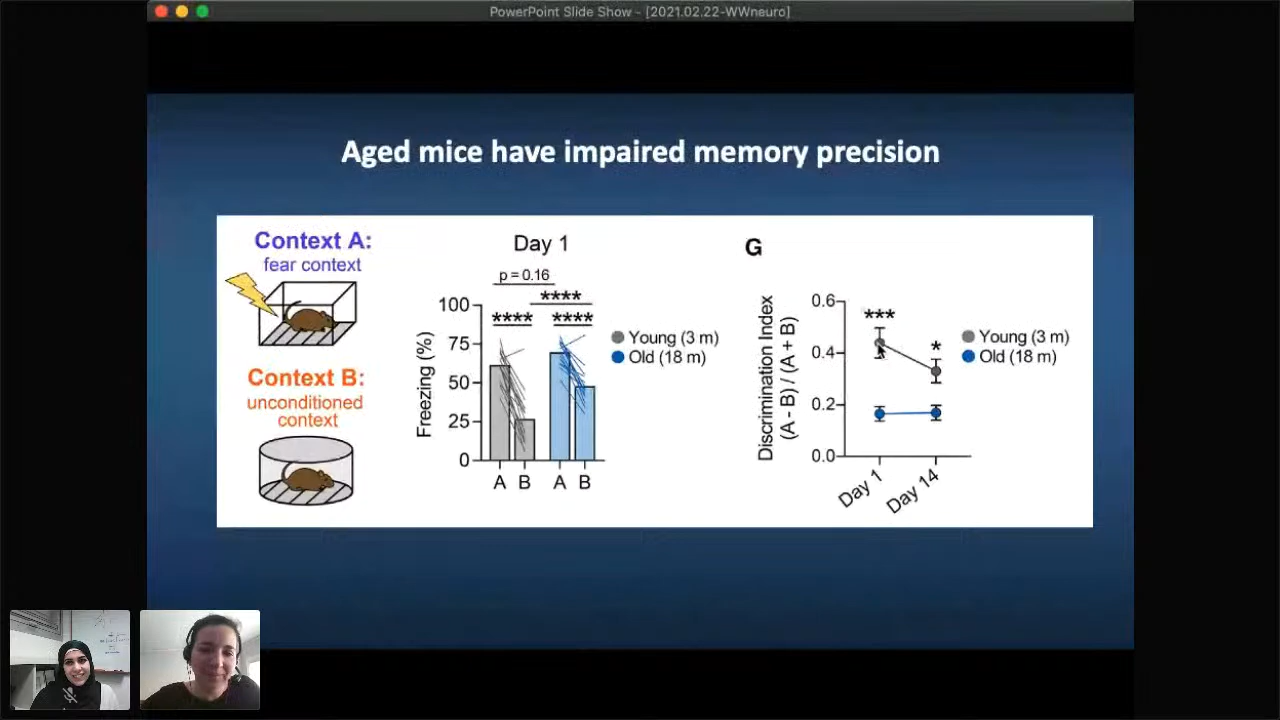 PowerPoint Slide Show - [2021.02.22-WWneuro]
Aged mice have impaired memory precision
Context A:
fear context
Context B:
unconditioned
context
Day 1
p = 0.16
****
**** ****
Freezing (%)
100
75
50
25
0
A B A B
Young (3 m)
Old (18 m)
G
Discrimination Index
(A - B) / (A + B)
0.6
0.4
0.2
0.0
***
*
Day 1
Day 14
Young (3 m)
Old (18 m)